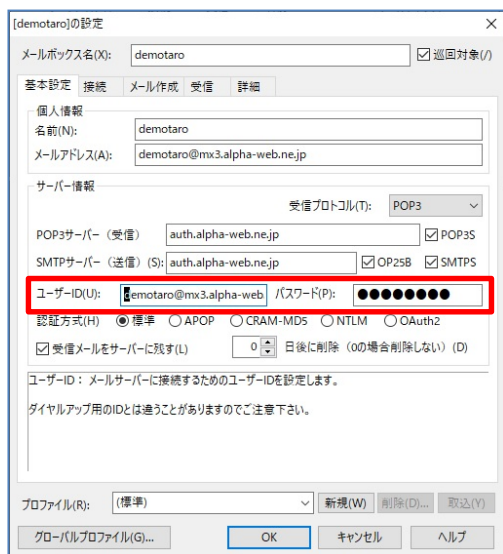 [demotaro]の設定
メールボックス名(X): demotaro 巡回対象(/)
基本設定 接続 メール作成 受信 詳細
個人情報
名前(N): demotaro
メールアドレス(A): demotaro@mx3.alpha-web.ne.jp
サーバー情報
受信プロトコル(T): POP3
POP3サーバー（受信） auth.alpha-web.ne.jp POP3S
SMTPサーバー（送信）(S): auth.alpha-web.ne.jp OP25B SMTPS
ユーザーID(U): demotaro@mx3.alpha-web パスワード(P): ●●●●●●●●
認証方式(H) 標準 APOP CRAM-MD5 NTLM OAuth2
受信メールをサーバーに残す(L) 0 日後に削除（0の場合削除しない）(D)
ユーザーID： メールサーバーに接続するためのユーザーIDを設定します。
ダイヤルアップ用のIDとは違うことがありますのでご注意下さい。
プロファイル(R): (標準) 新規(W) 削除(D)... 取込(Y)
グローバルプロファイル(G)... OK キャンセル ヘルプ